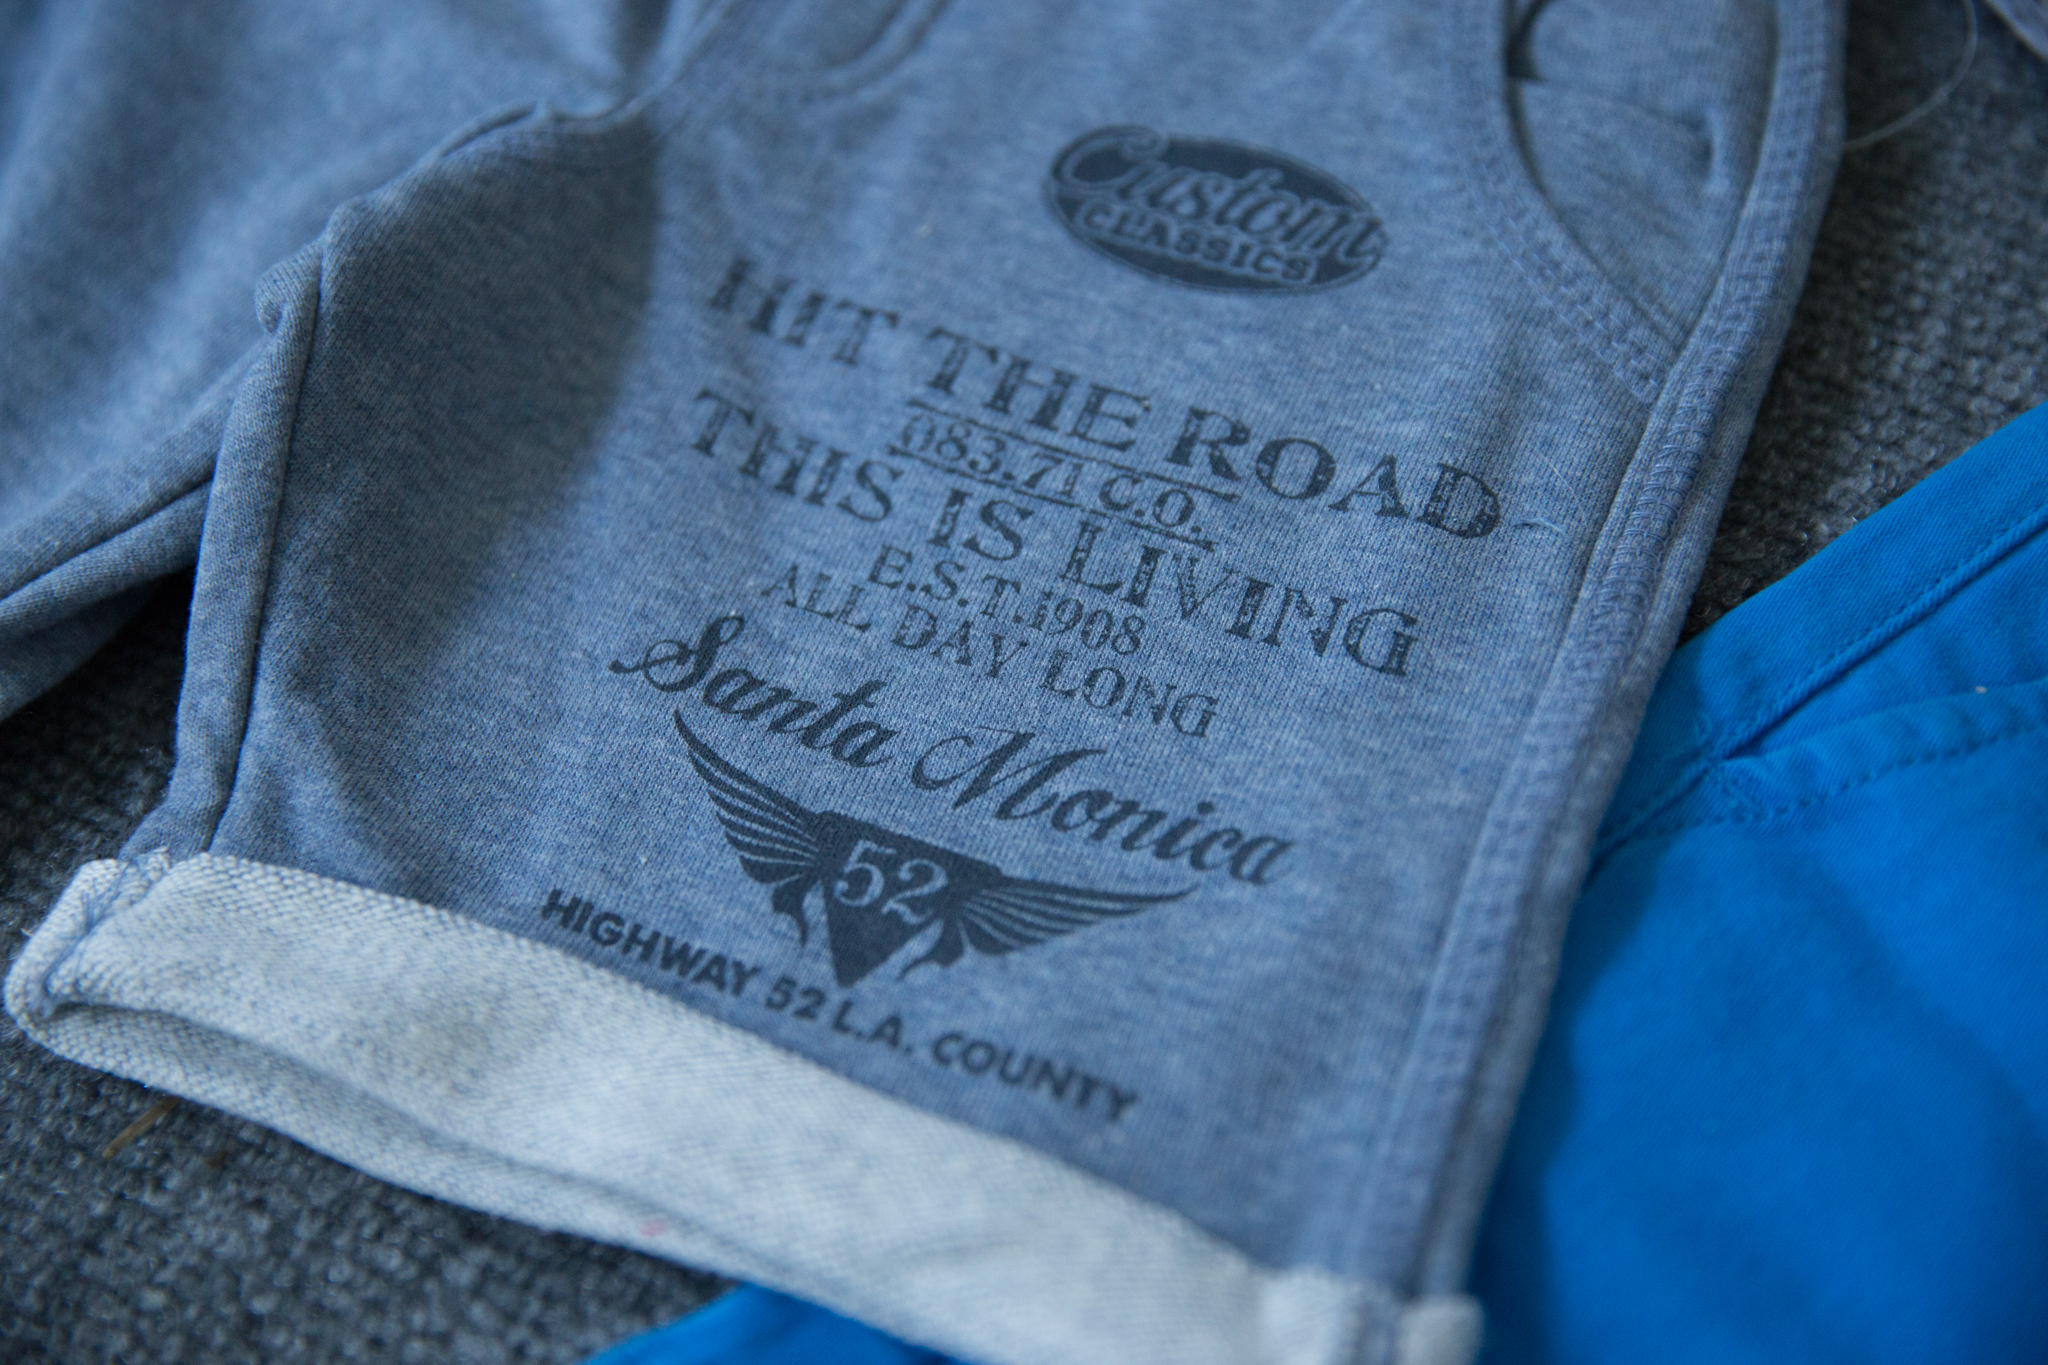 Custom
CLASSICS
HIT THE ROAD
083.71 C.O.
THIS IS LIVING
E.S.T.1908
ALL DAY LONG
Santa Monica
52
HIGHWAY 52 L.A. COUNTY